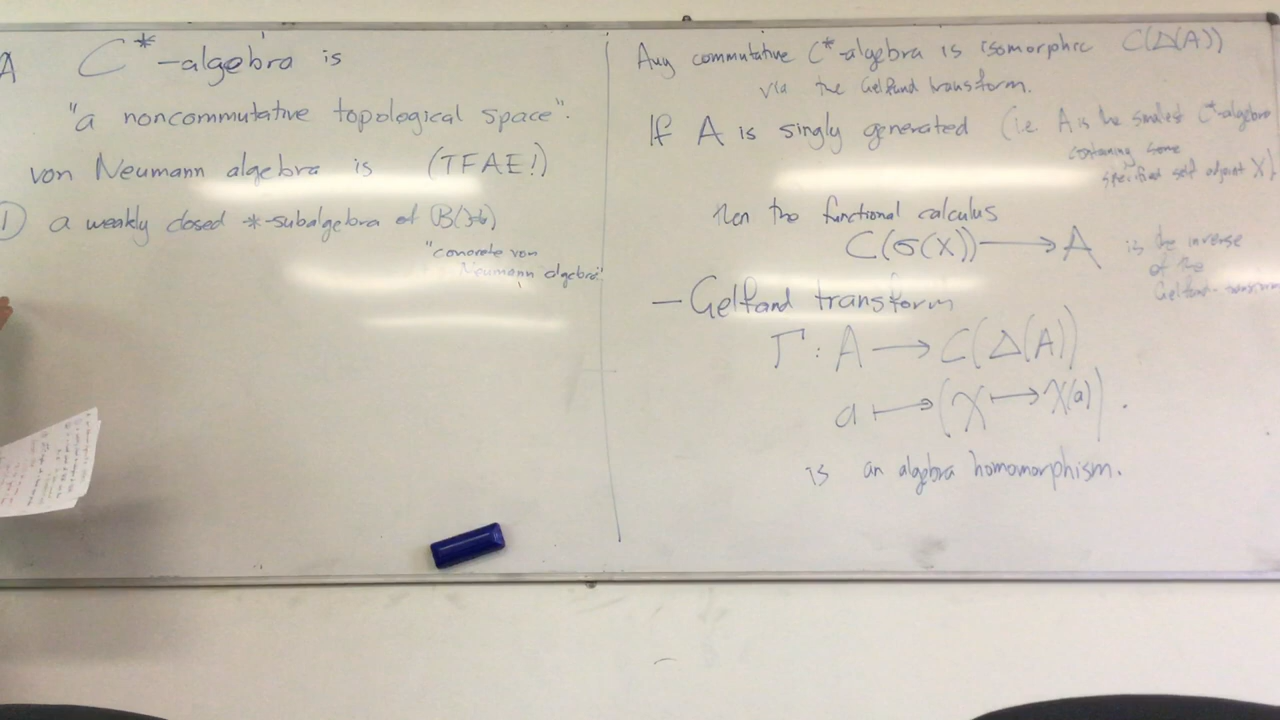 A C*-algebra is
"a noncommutative topological space".
von Neumann algebra is (TFAE!)
① a weakly closed *-subalgebra of B(H)
"concrete von
Neumann algebra"
Any commutative C*-algebra is isomorphic C(Δ(A))
via the Gelfand transform.
If A is singly generated (i.e. A is the smallest C*-algebra
containing some
specified self adjoint X)
then the functional calculus
C(σ(X)) ⟶ A is the inverse
of the
Gelfand-transform
— Gelfand transform
Γ : A ⟶ C(Δ(A))
a ⟼ (χ ⟼ χ(a)).
is an algebra homomorphism.